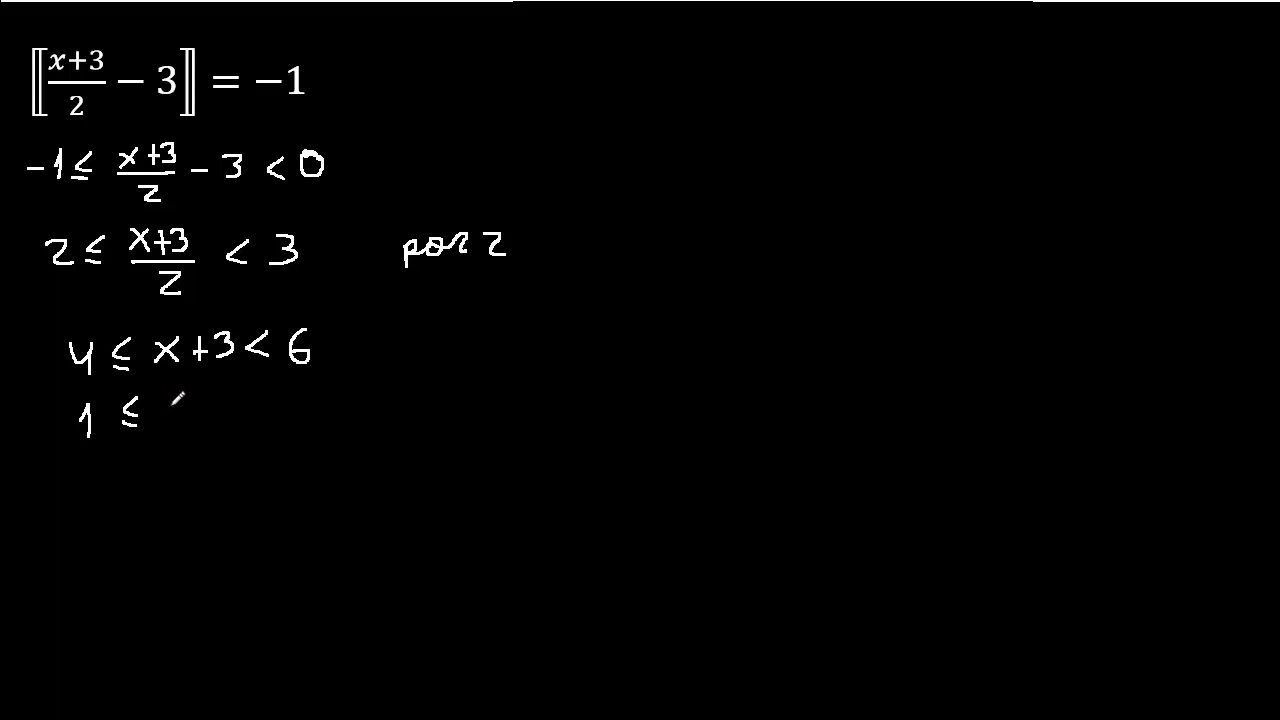 ⟦(x+3)/2 − 3⟧ = −1
-1 ≤ (x+3)/2 - 3 < 0
2 ≤ (x+3)/2 < 3 por 2
4 ≤ x+3 < 6
1 ≤